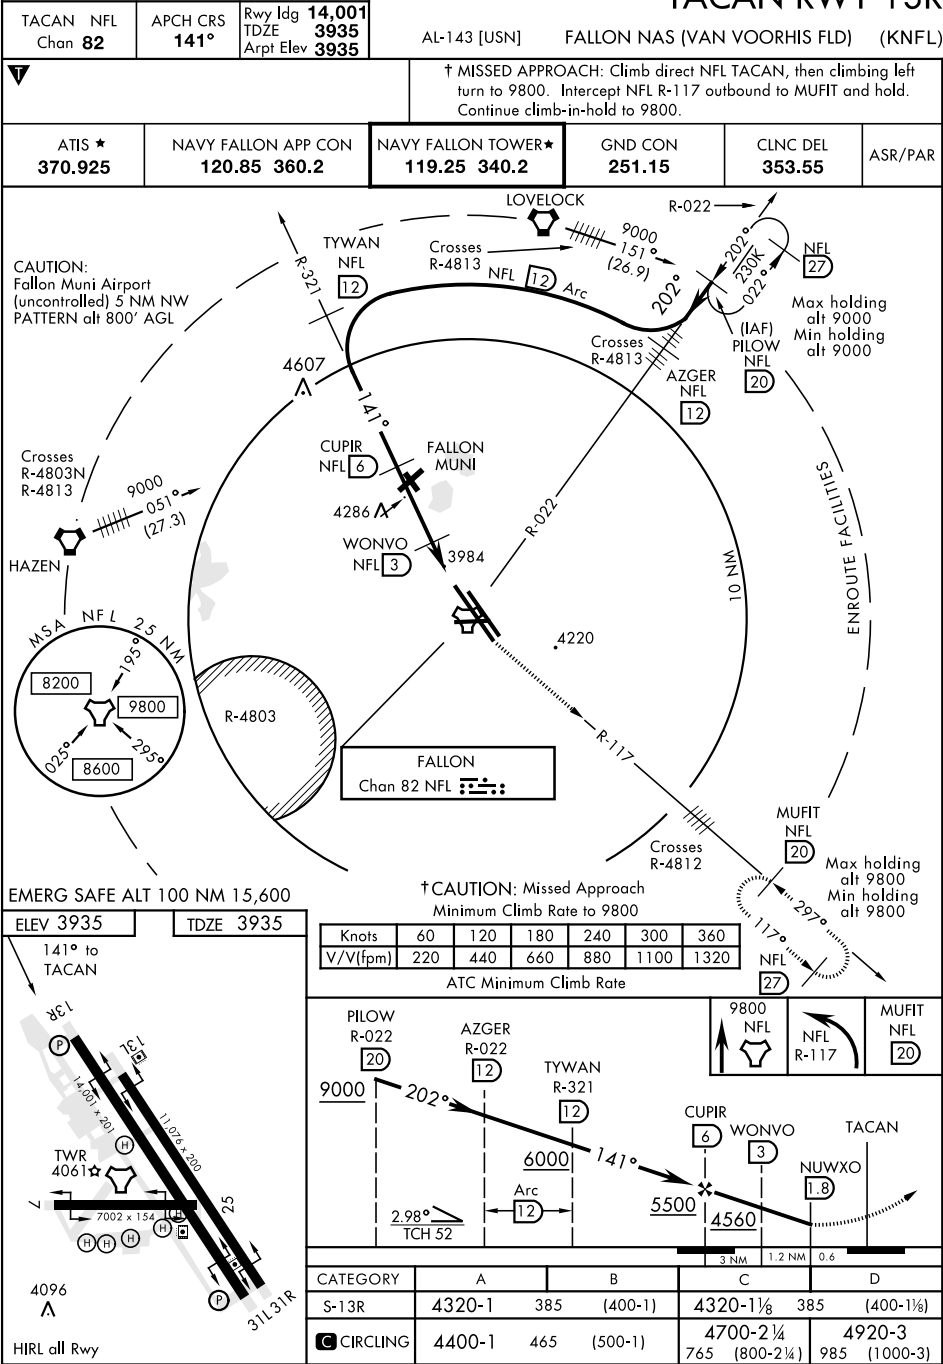 TACAN RWY 13R
TACAN NFL
Chan 82
APCH CRS
141°
Rwy ldg 14,001
TDZE 3935
Arpt Elev 3935
AL-143 [USN]
FALLON NAS (VAN VOORHIS FLD) (KNFL)
T
† MISSED APPROACH: Climb direct NFL TACAN, then climbing left
turn to 9800. Intercept NFL R-117 outbound to MUFIT and hold.
Continue climb-in-hold to 9800.
ATIS ★
370.925
NAVY FALLON APP CON
120.85 360.2
NAVY FALLON TOWER★
119.25 340.2
GND CON
251.15
CLNC DEL
353.55
ASR/PAR
LOVELOCK
R-022
9000
151°
(26.9)
Crosses
R-4813
202°
230K
022°
NFL
27
TYWAN
NFL
12
R-321
NFL 12 Arc
202°
CAUTION:
Fallon Muni Airport
(uncontrolled) 5 NM NW
PATTERN alt 800' AGL
Max holding
alt 9000
Min holding
alt 9000
(IAF)
PILOW
NFL
20
Crosses
R-4813
AZGER
NFL
12
4607
141°
CUPIR
NFL 6
FALLON
MUNI
Crosses
R-4803N
R-4813
9000
051°
(27.3)
HAZEN
4286
WONVO
NFL 3
3984
R-022
10 NM
ENROUTE FACILITIES
4220
MSA NFL 25 NM
195°
8200
9800
025°
295°
8600
R-4803
R-117
FALLON
Chan 82 NFL
MUFIT
NFL
20
Crosses
R-4812
Max holding
alt 9800
Min holding
alt 9800
297°
117°
NFL
27
EMERG SAFE ALT 100 NM 15,600
†CAUTION: Missed Approach
Minimum Climb Rate to 9800
Knots 60 120 180 240 300 360
V/V(fpm) 220 440 660 880 1100 1320
ATC Minimum Climb Rate
ELEV 3935
TDZE 3935
141° to
TACAN
13R
P
13L
14,001 x 201
11,076 x 200
H
TWR
4061
7
7002 x 154
25
H
H
H
H
H
P
31L
31R
4096
HIRL all Rwy
PILOW
R-022
20
AZGER
R-022
12
TYWAN
R-321
12
9800
NFL
NFL
R-117
MUFIT
NFL
20
9000
202°
6000
141°
CUPIR
6
WONVO
3
TACAN
NUWXO
1.8
5500
4560
Arc
12
2.98°
TCH 52
3 NM 1.2 NM 0.6
CATEGORY A B C D
S-13R 4320-1 385 (400-1) 4320-1⅛ 385 (400-1⅛)
C CIRCLING 4400-1 465 (500-1) 4700-2¼ 765 (800-2¼) 4920-3 985 (1000-3)